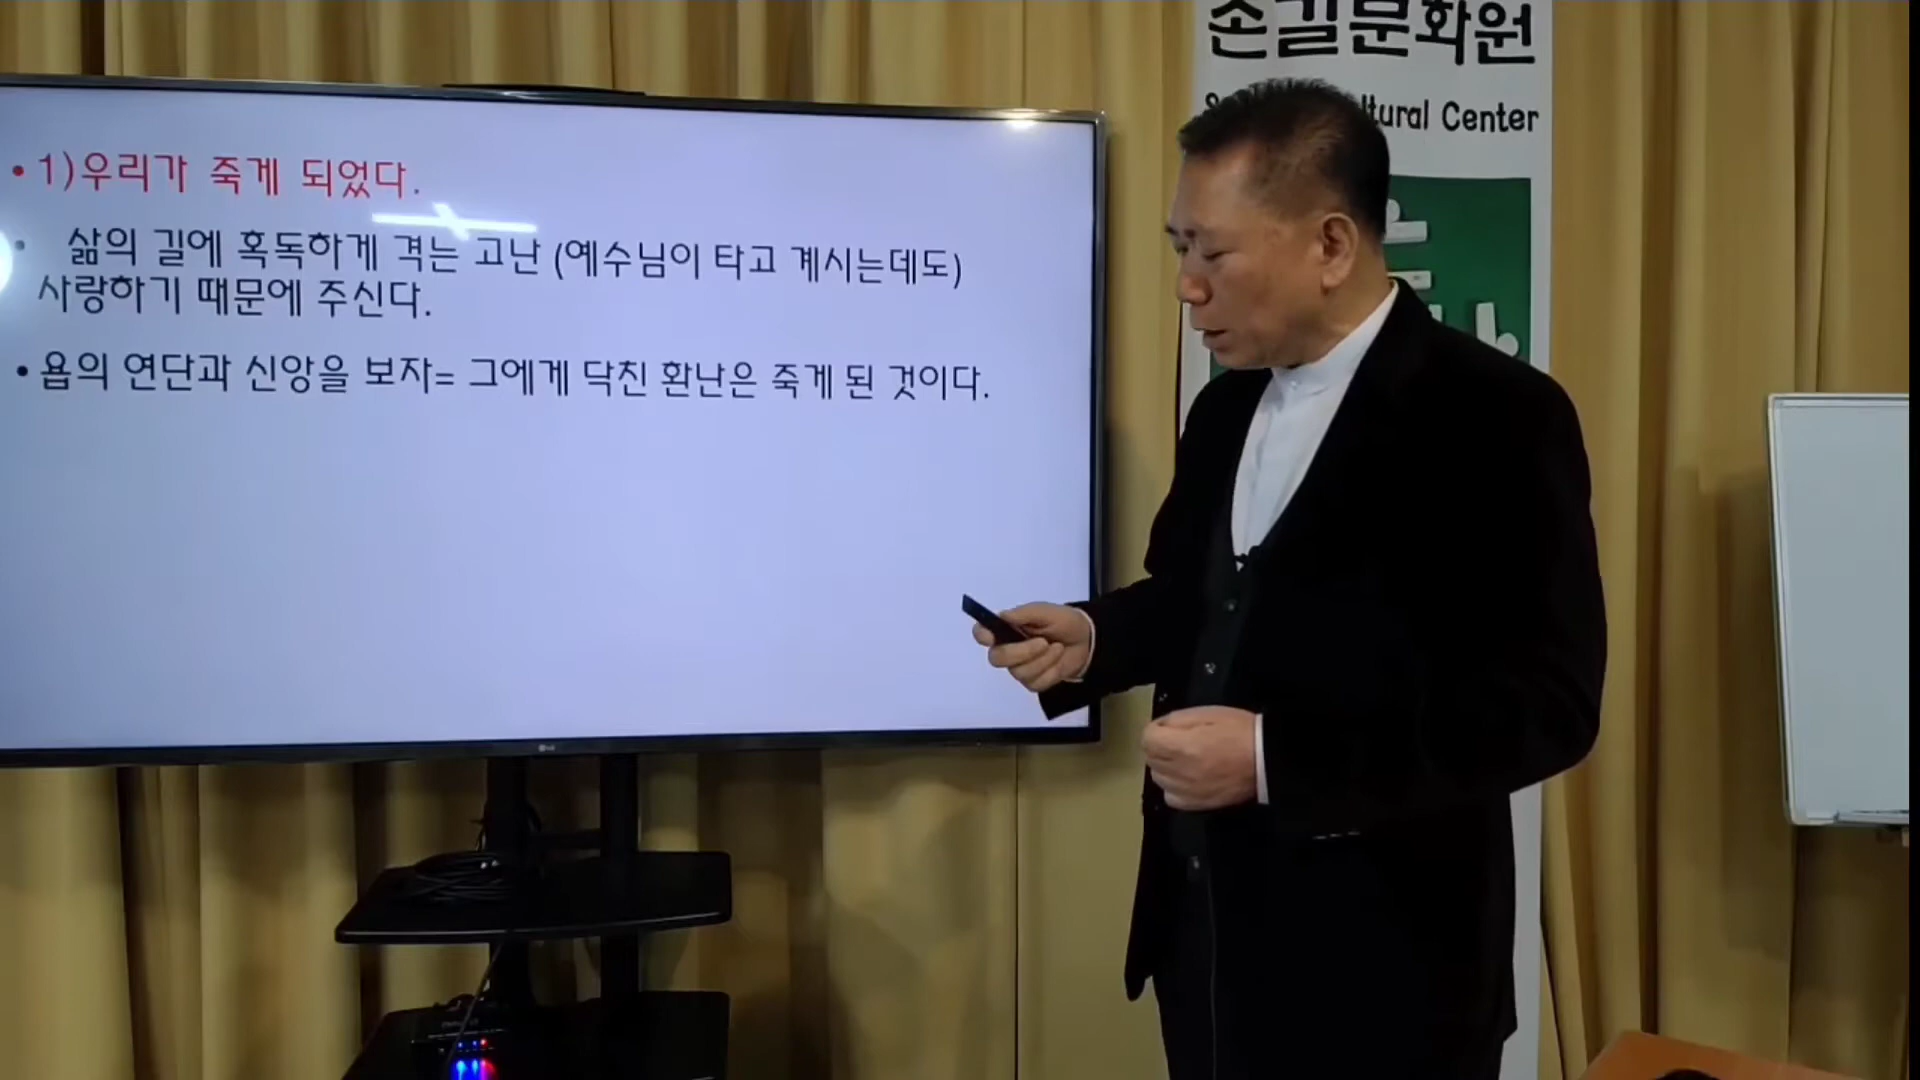 손길문화원
ltural Center
• 1)우리가 죽게 되었다.
• 삶의 길에 혹독하게 격는 고난 (예수님이 타고 계시는데도)
사랑하기 때문에 주신다.
• 욥의 연단과 신앙을 보자= 그에게 닥친 환난은 죽게 된 것이다.
LG